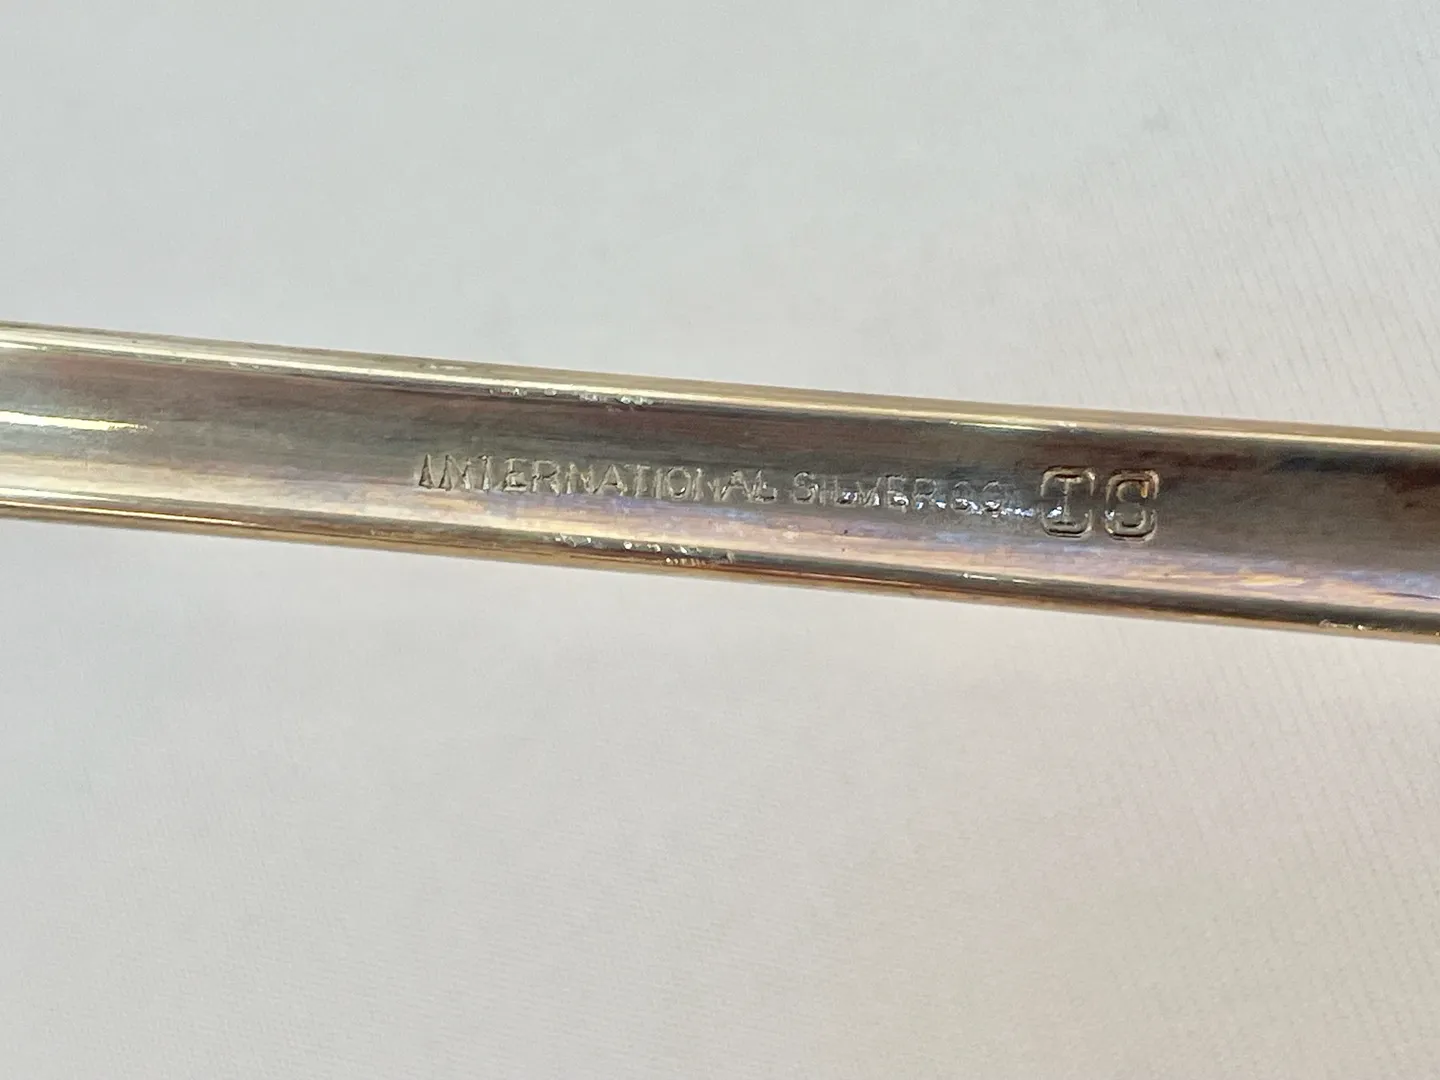 INTERNATIONAL SILVER CO. IS